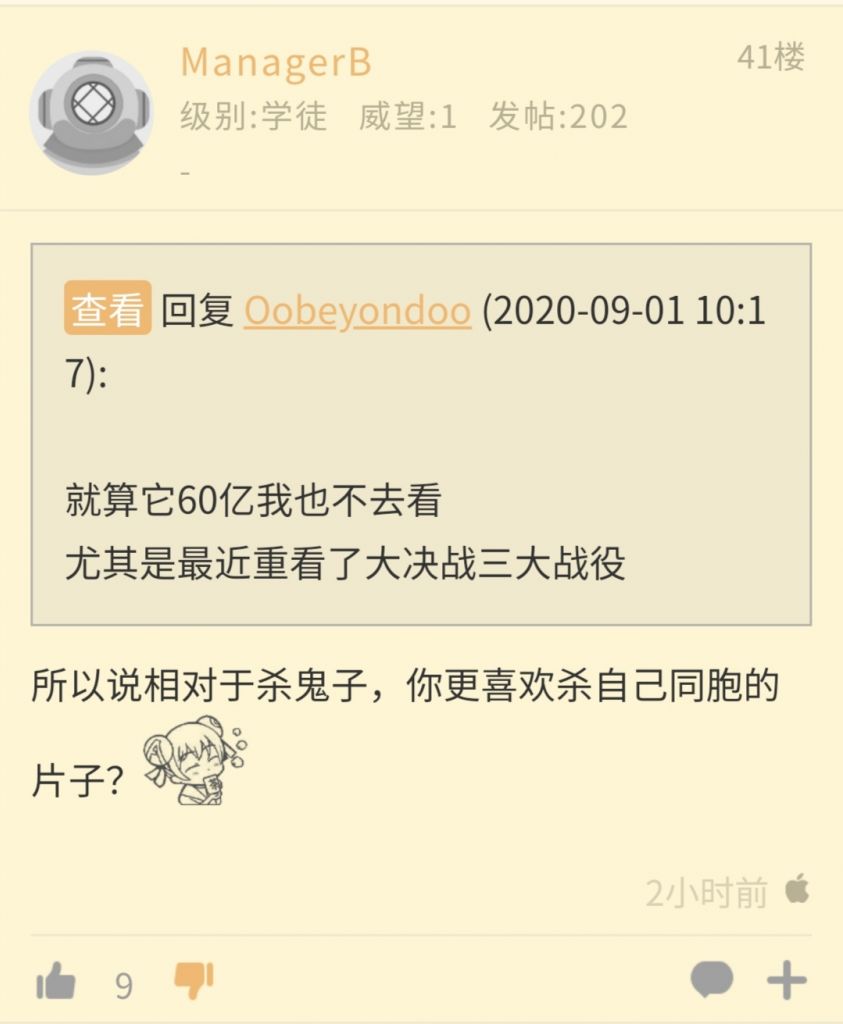 ManagerB
41楼
级别:学徒 威望:1 发帖:202
-
查看 回复 Oobeyondoo (2020-09-01 10:1
7):
就算它60亿我也不去看
尤其是最近重看了大决战三大战役
所以说相对于杀鬼子，你更喜欢杀自己同胞的
片子？
2小时前
9